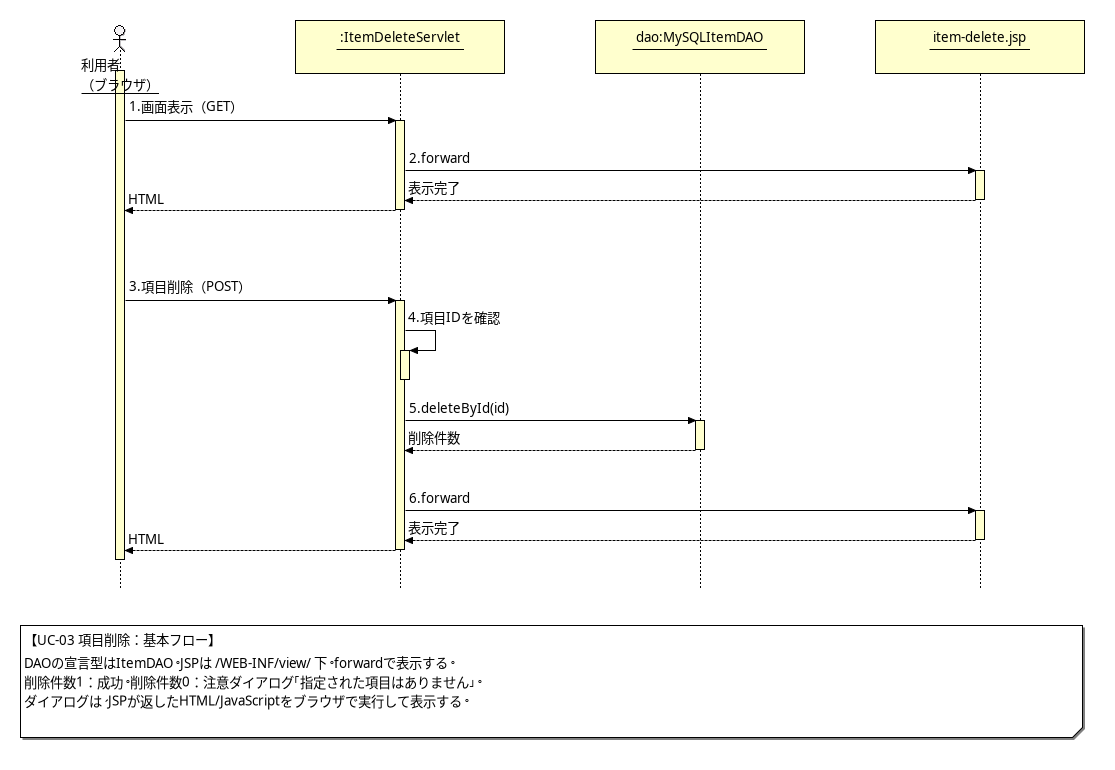 :ItemDeleteServlet
dao:MySQLItemDAO
item-delete.jsp
利用者
（ブラウザ）
1.画面表示（GET）
2.forward
表示完了
HTML
3.項目削除（POST）
4.項目IDを確認
5.deleteById(id)
削除件数
6.forward
表示完了
HTML
【UC-03 項目削除：基本フロー】
DAOの宣言型はItemDAO。JSPは /WEB-INF/view/ 下。forwardで表示する。
削除件数1：成功。削除件数0：注意ダイアログ「指定された項目はありません」。
ダイアログは、JSPが返したHTML/JavaScriptをブラウザで実行して表示する。